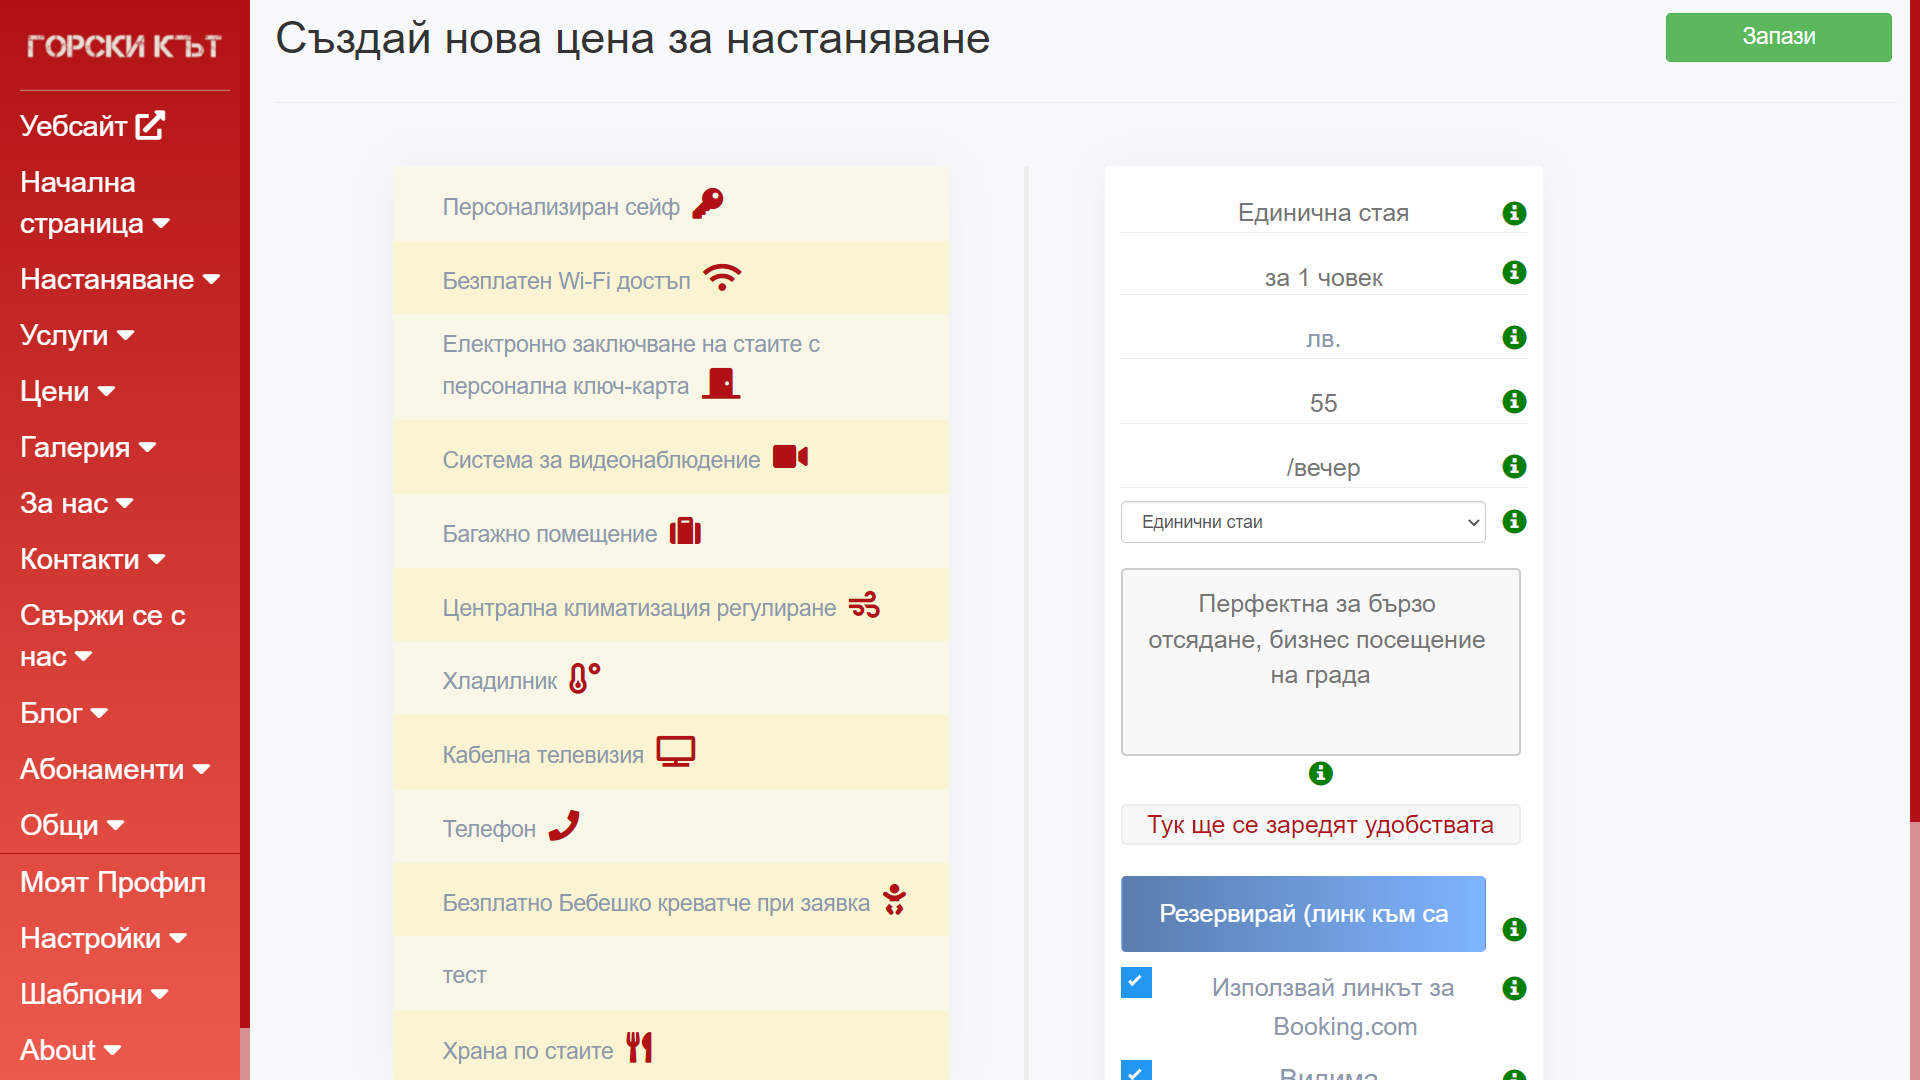 ГОРСКИ КЪТ
Уебсайт
Начална
страница
Настаняване
Услуги
Цени
Галерия
За нас
Контакти
Свържи се с
нас
Блог
Абонаменти
Общи
Моят Профил
Настройки
Шаблони
About
Създай нова цена за настаняване
Запази
Персонализиран сейф
Безплатен Wi-Fi достъп
Електронно заключване на стаите с
персонална ключ-карта
Система за видеонаблюдение
Багажно помещение
Централна климатизация регулиране
Хладилник
Кабелна телевизия
Телефон
Безплатно Бебешко креватче при заявка
тест
Храна по стаите
Единична стая
за 1 човек
лв.
55
/вечер
Единични стаи
Перфектна за бързо
отсядане, бизнес посещение
на града
Тук ще се заредят удобствата
Резервирай (линк към са
Използвай линкът за
Booking.com
Видима